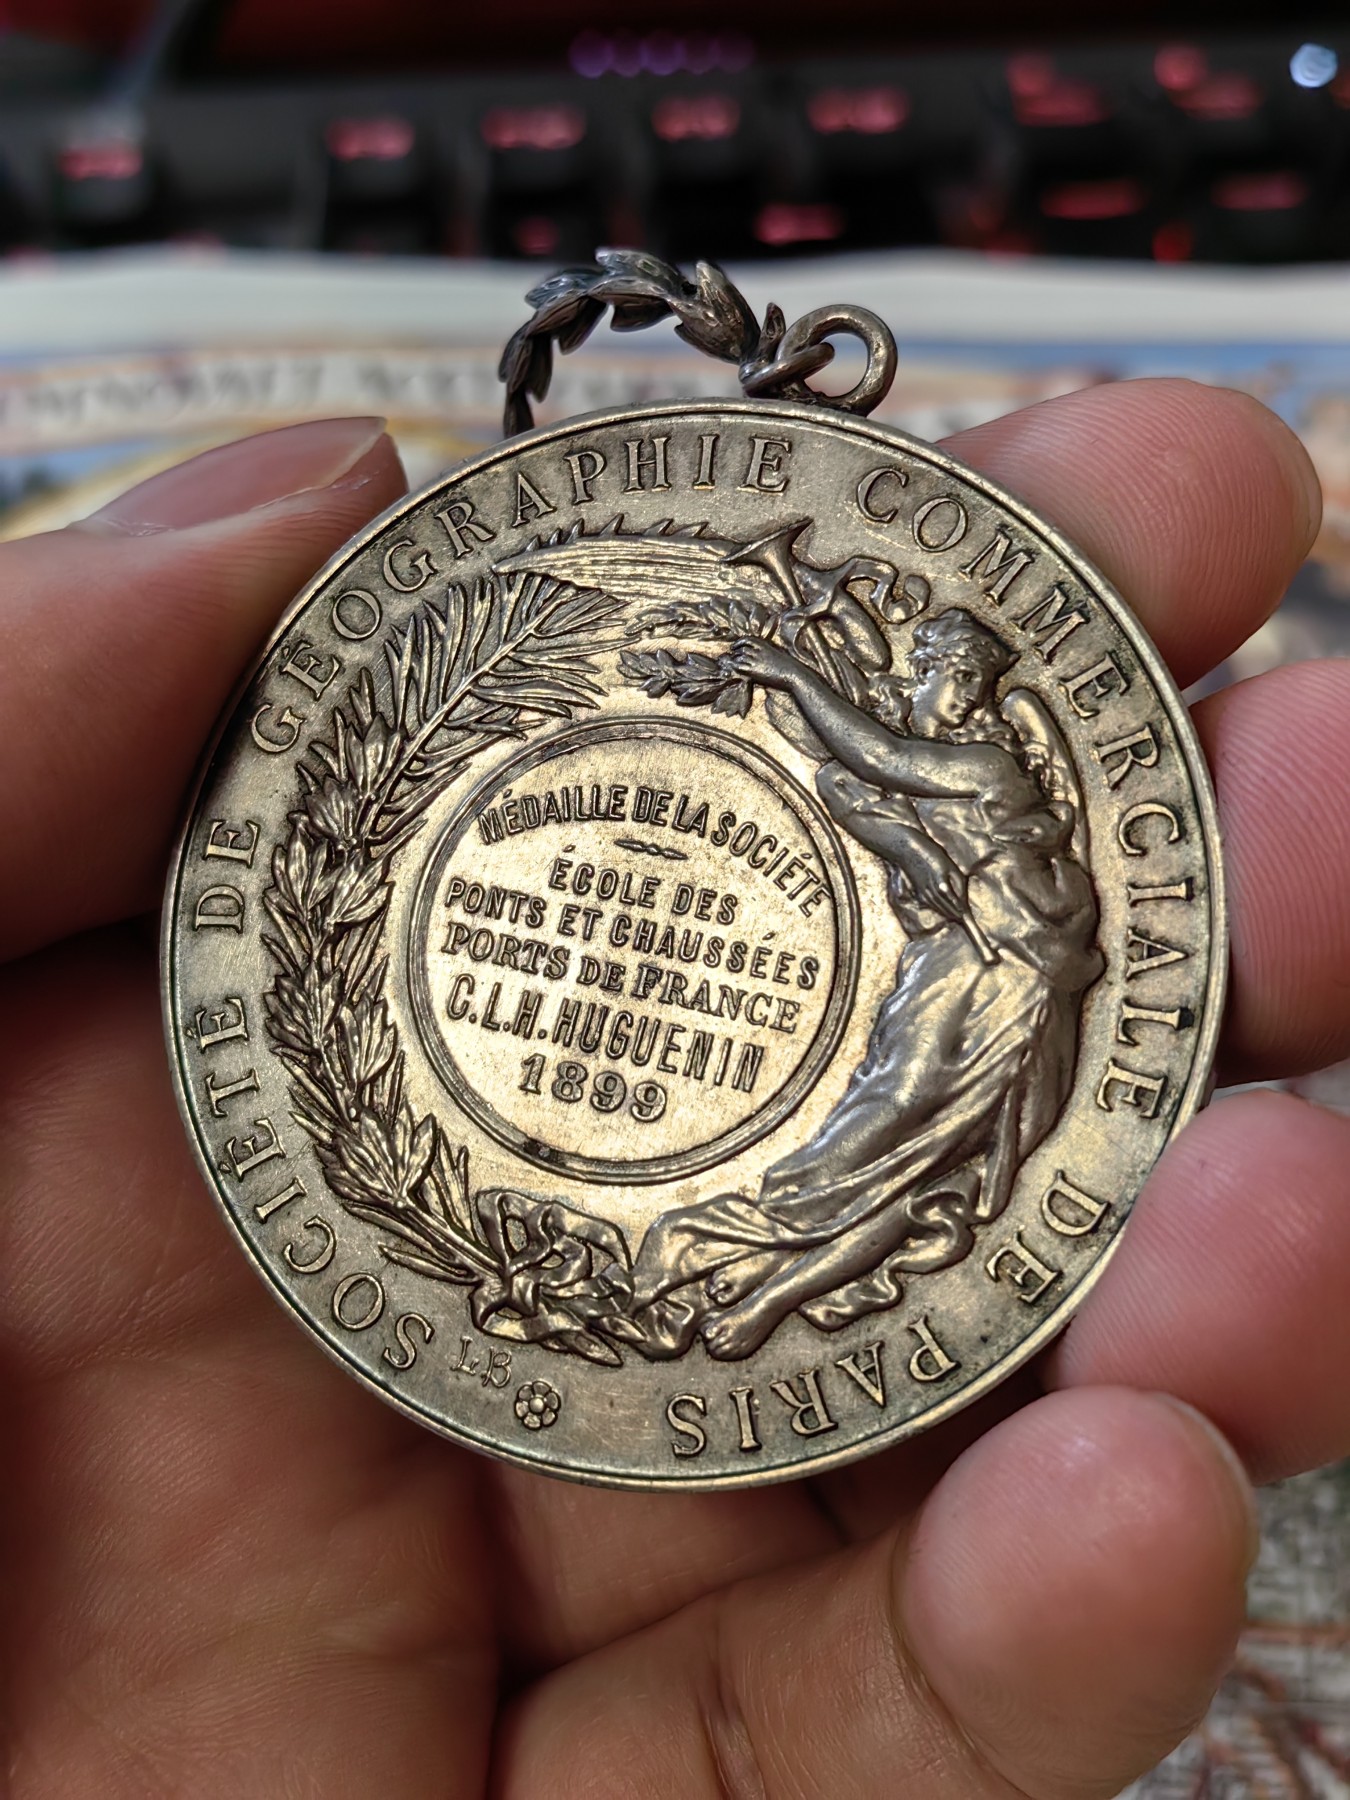 SOCIÉTÉ DE GÉOGRAPHIE COMMERCIALE DE PARIS
MÉDAILLE DE LA SOCIÉTÉ
ÉCOLE DES
PONTS ET CHAUSSÉES
PORTS DE FRANCE
C.L.H. HUGUENIN
1899
LB